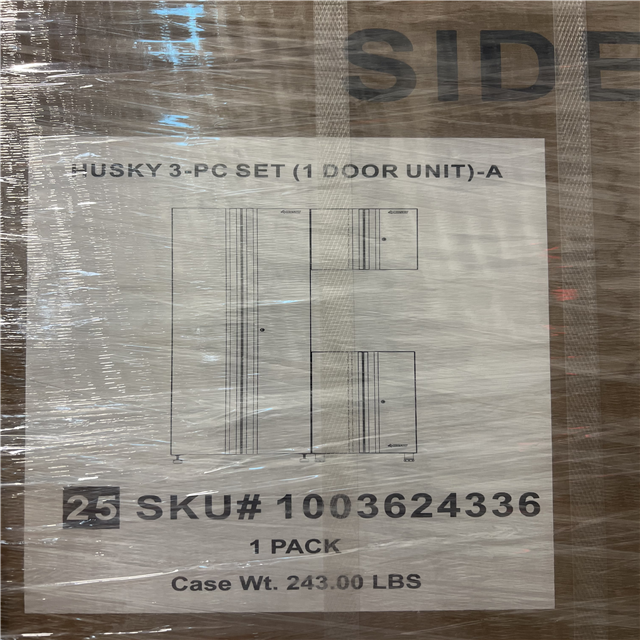 SIDE
HUSKY 3-PC SET (1 DOOR UNIT)-A
25 SKU# 1003624336
1 PACK
Case Wt. 243.00 LBS